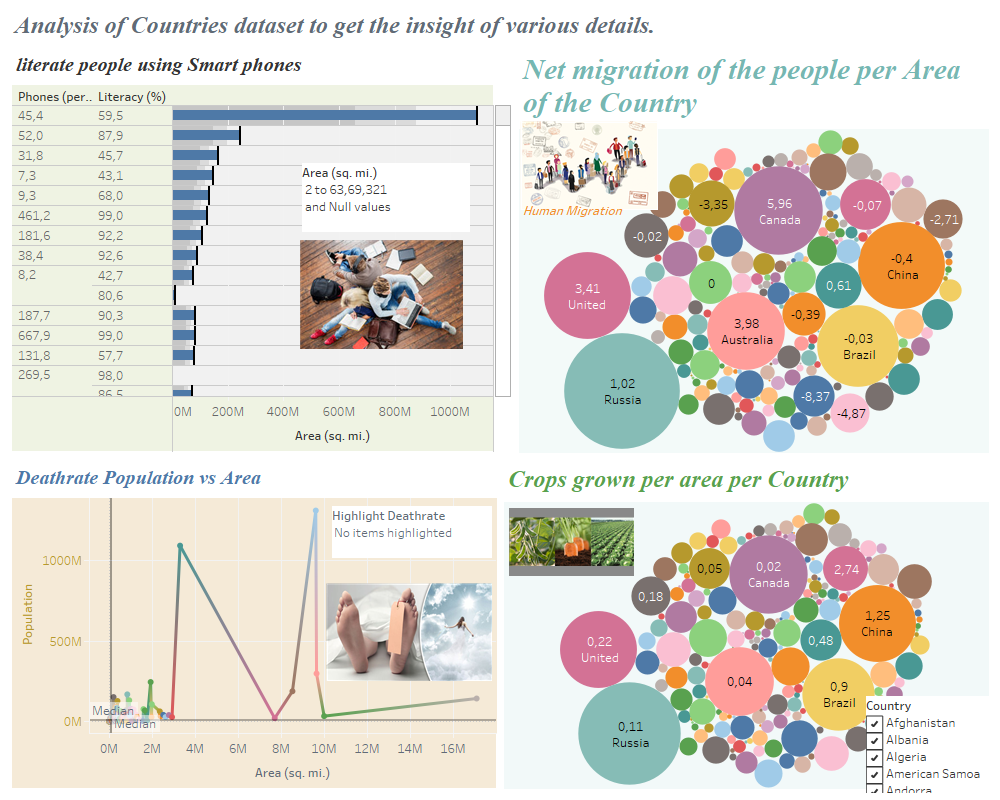 Analysis of Countries dataset to get the insight of various details.
literate people using Smart phones
Phones (per.. Literacy (%)
45,4 59,5
52,0 87,9
31,8 45,7
7,3 43,1
9,3 68,0
461,2 99,0
181,6 92,2
38,4 92,6
8,2 42,7
80,6
187,7 90,3
667,9 99,0
131,8 57,7
269,5 98,0
86,5
Area (sq. mi.)
2 to 63,69,321
and Null values
0M 200M 400M 600M 800M 1000M
Area (sq. mi.)
Net migration of the people per Area
of the Country
Human Migration
-3,35
5,96
Canada
-0,07
-2,71
-0,02
-0,4
China
3,41
United
0
0,61
-0,39
3,98
Australia
-0,03
Brazil
1,02
Russia
-8,37
-4,87
Deathrate Population vs Area
Highlight Deathrate
No items highlighted
Population
1000M
500M
0M
Median
Median
0M 2M 4M 6M 8M 10M 12M 14M 16M
Area (sq. mi.)
Crops grown per area per Country
0,05
0,02
Canada
2,74
0,18
1,25
China
0,22
United
0,48
0,04
0,9
Brazil
0,11
Russia
Country
Afghanistan
Albania
Algeria
American Samoa
Andorra